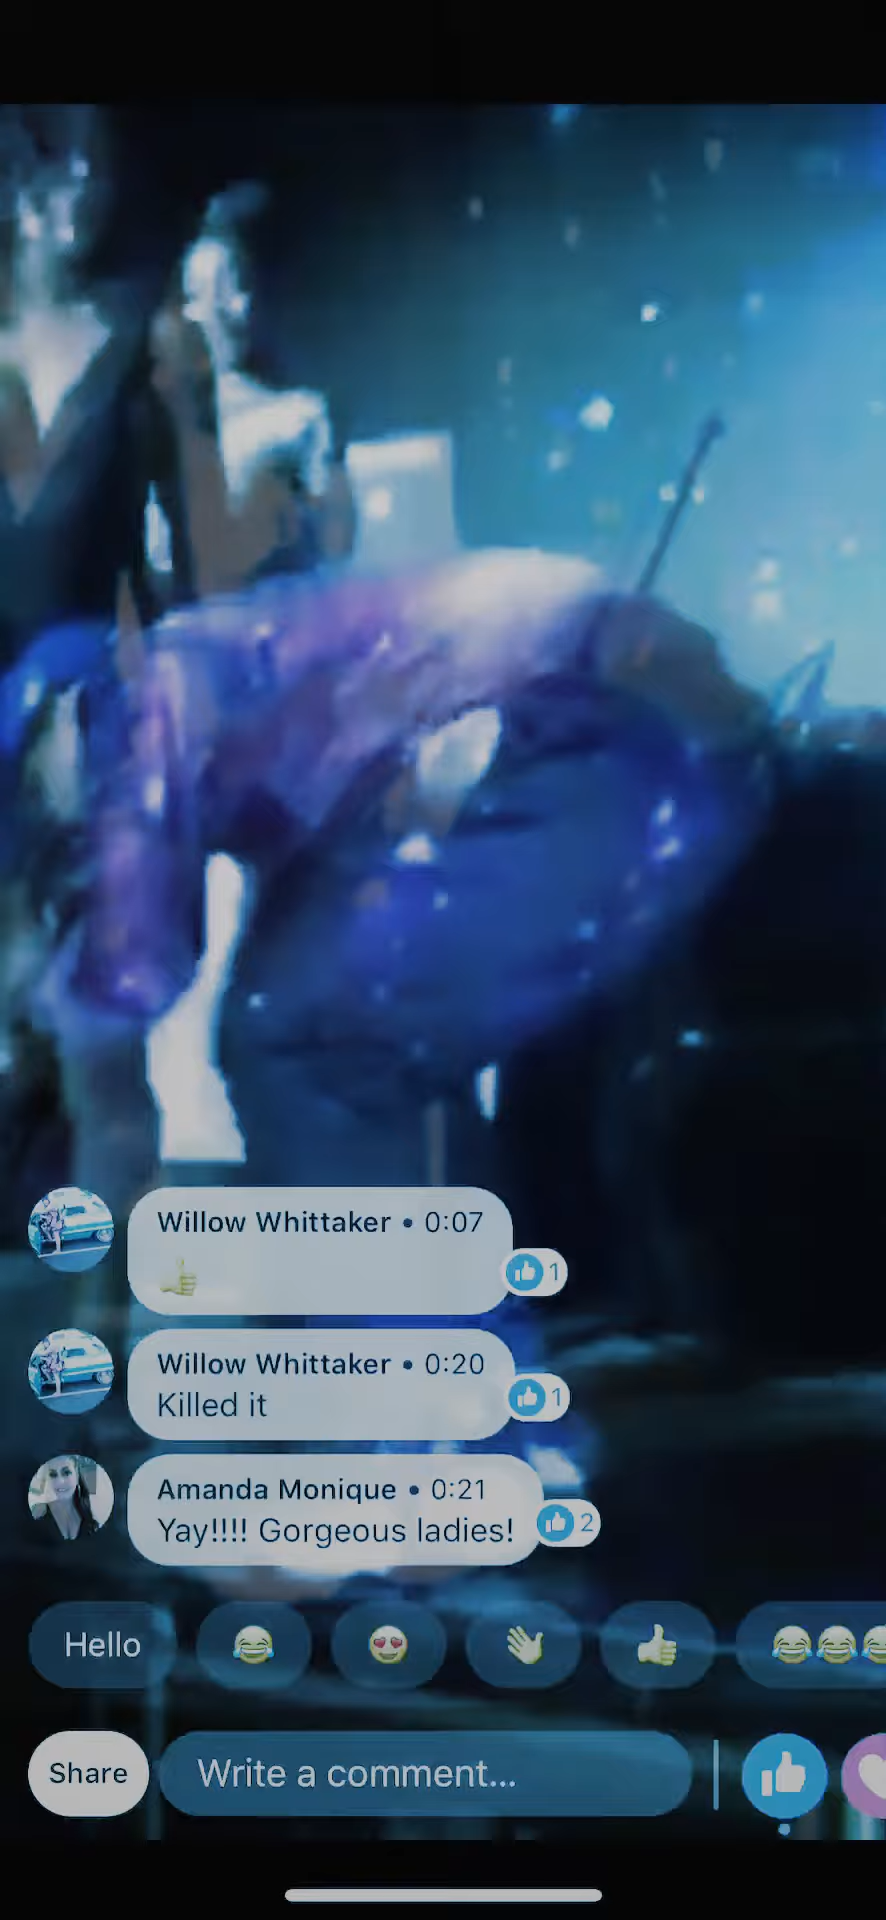 Willow Whittaker • 0:07
👍
1
Willow Whittaker • 0:20
Killed it
1
Amanda Monique • 0:21
Yay!!!! Gorgeous ladies!
2
Hello
Share
Write a comment...